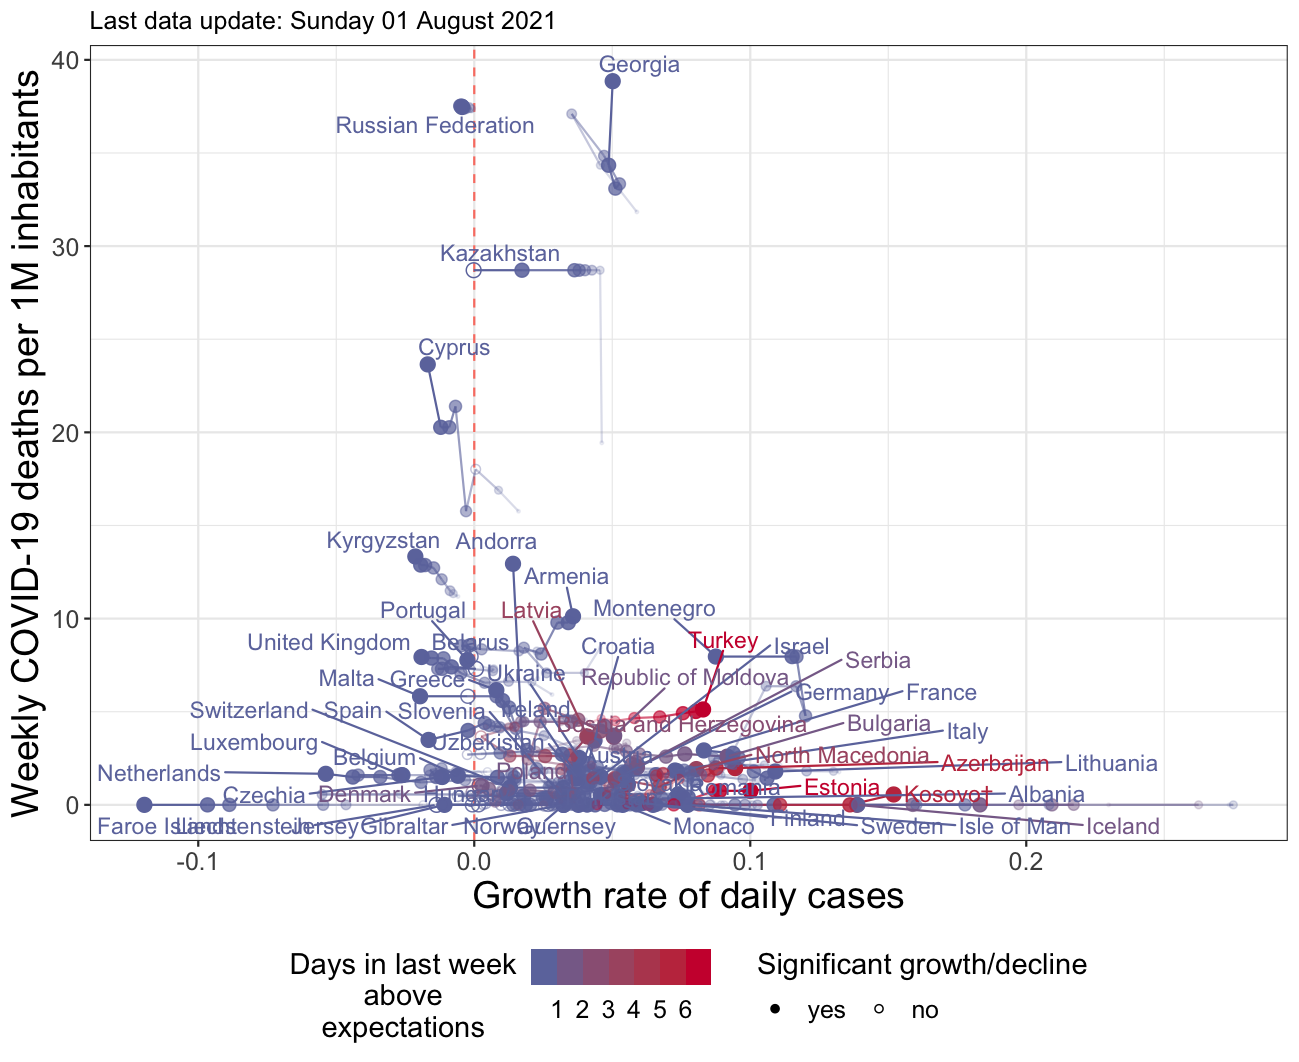 Last data update: Sunday 01 August 2021
Weekly COVID-19 deaths per 1M inhabitants
40
30
20
10
0
Georgia
Russian Federation
Kazakhstan
Cyprus
Kyrgyzstan
Andorra
Armenia
Portugal
Latvia
Montenegro
United Kingdom
Belarus
Croatia
Turkey
Israel
Serbia
Malta
Greece
Ukraine
Republic of Moldova
Germany
France
Switzerland
Spain
Slovenia
Ireland
Bosnia and Herzegovina
Bulgaria
Italy
Luxembourg
Uzbekistan
Belgium
Austria
North Macedonia
Azerbaijan
Lithuania
Netherlands
Poland
Czechia
Denmark
Romania
Estonia
Kosovo†
Albania
Faroe Islands
Liechtenstein
Jersey
Gibraltar
Norway
Guernsey
Monaco
Finland
Sweden
Isle of Man
Iceland
-0.1
0.0
0.1
0.2
Growth rate of daily cases
Days in last week
above
expectations
1 2 3 4 5 6
Significant growth/decline
yes
no